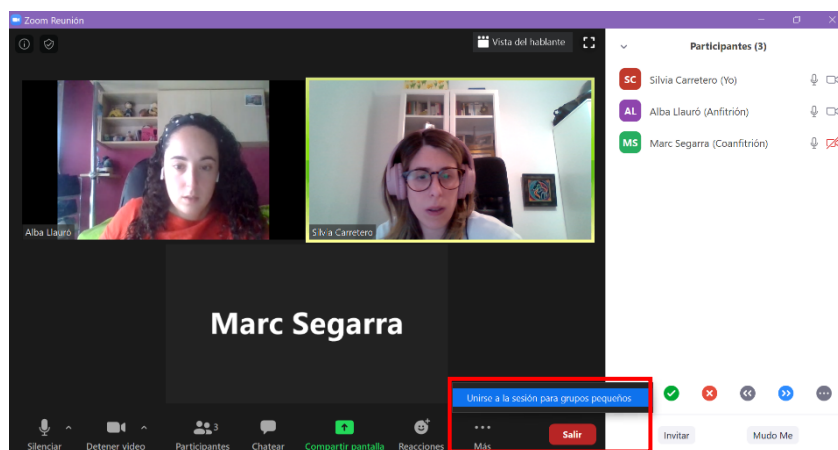 Zoom Reunión
Vista del hablante
Alba Llauró
Silvia Carretero
Marc Segarra
Unirse a la sesión para grupos pequeños
Silenciar
Detener video
3
Participantes
Chatear
Compartir pantalla
Reacciones
Más
Salir
Participantes (3)
SC Silvia Carretero (Yo)
AL Alba Llauró (Anfitrión)
MS Marc Segarra (Coanfitrión)
Invitar
Mudo Me